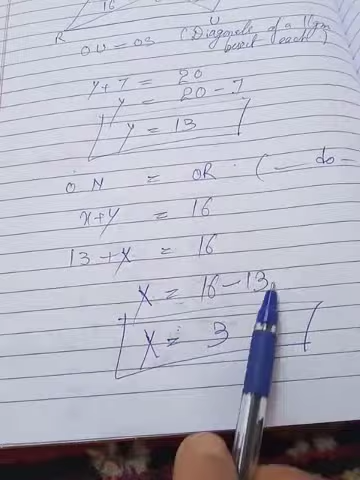 16
R
U
OU = OS (Diagonals of a llgm
bisect each)
y + 7 = 20
y = 20 - 7
y = 13
ON = OR (— do —
x + y = 16
13 + x = 16
x = 16 - 13
x = 3